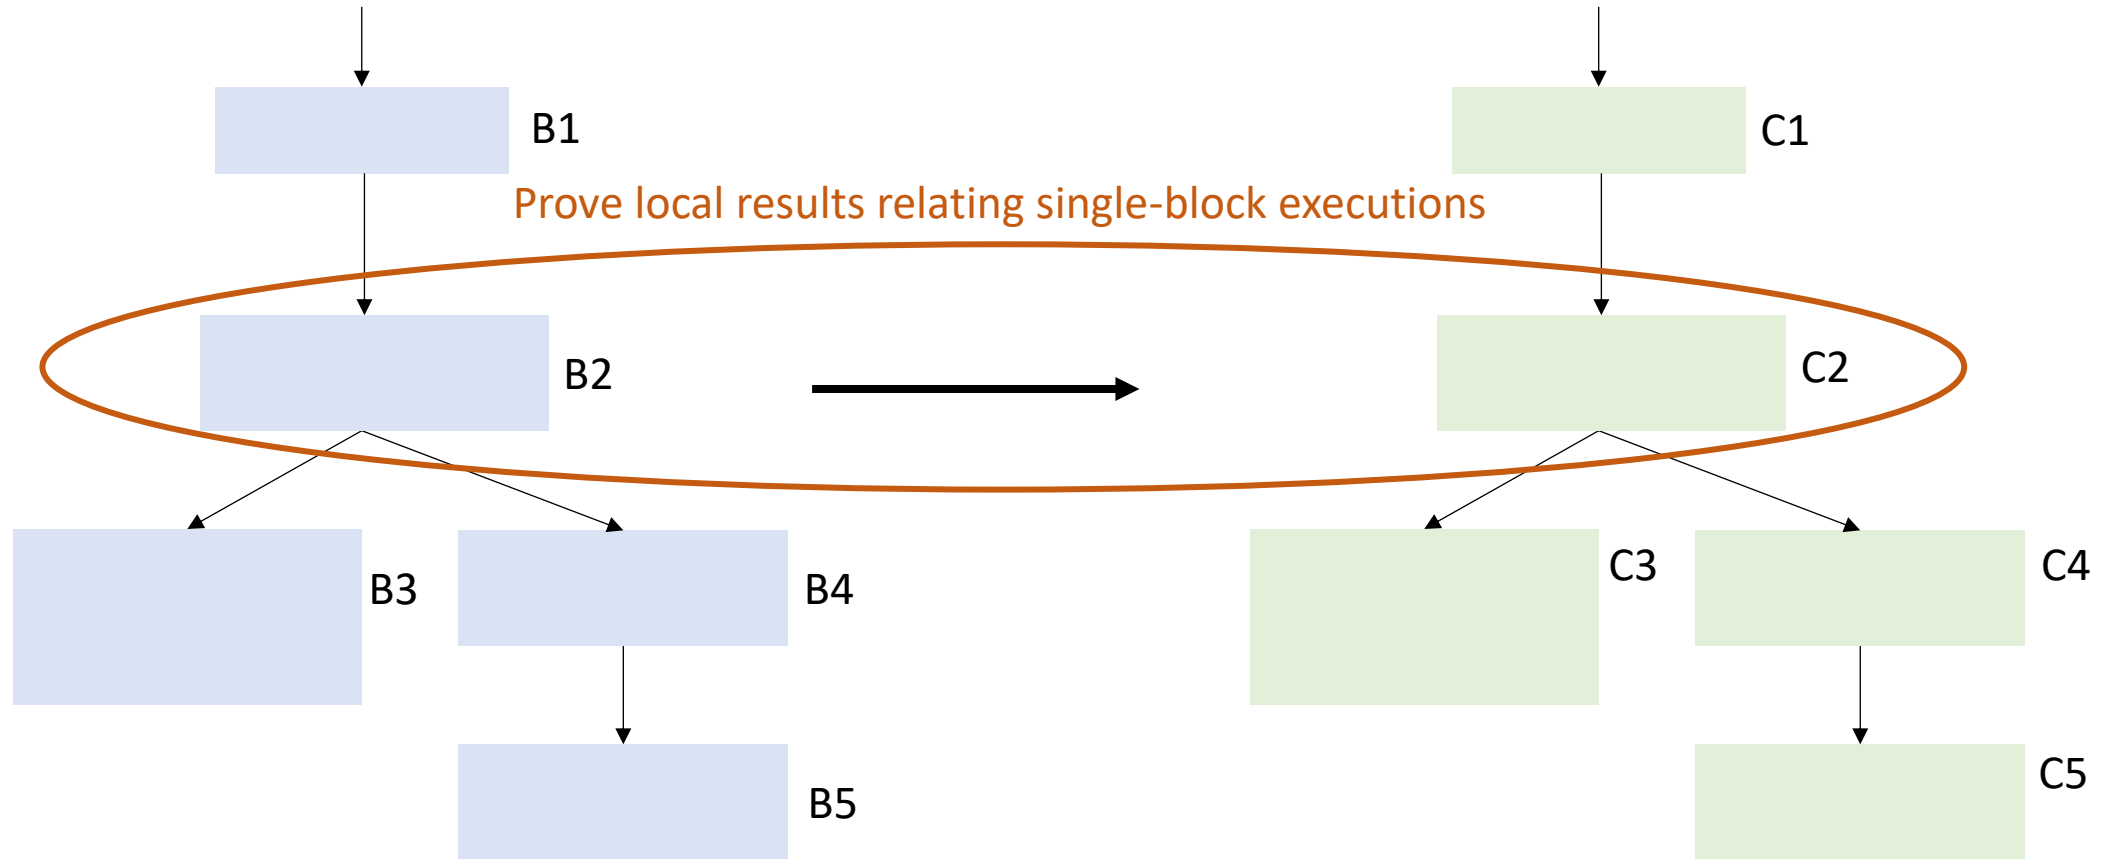 B1
C1
Prove local results relating single-block executions
B2
C2
B3
B4
C3
C4
B5
C5